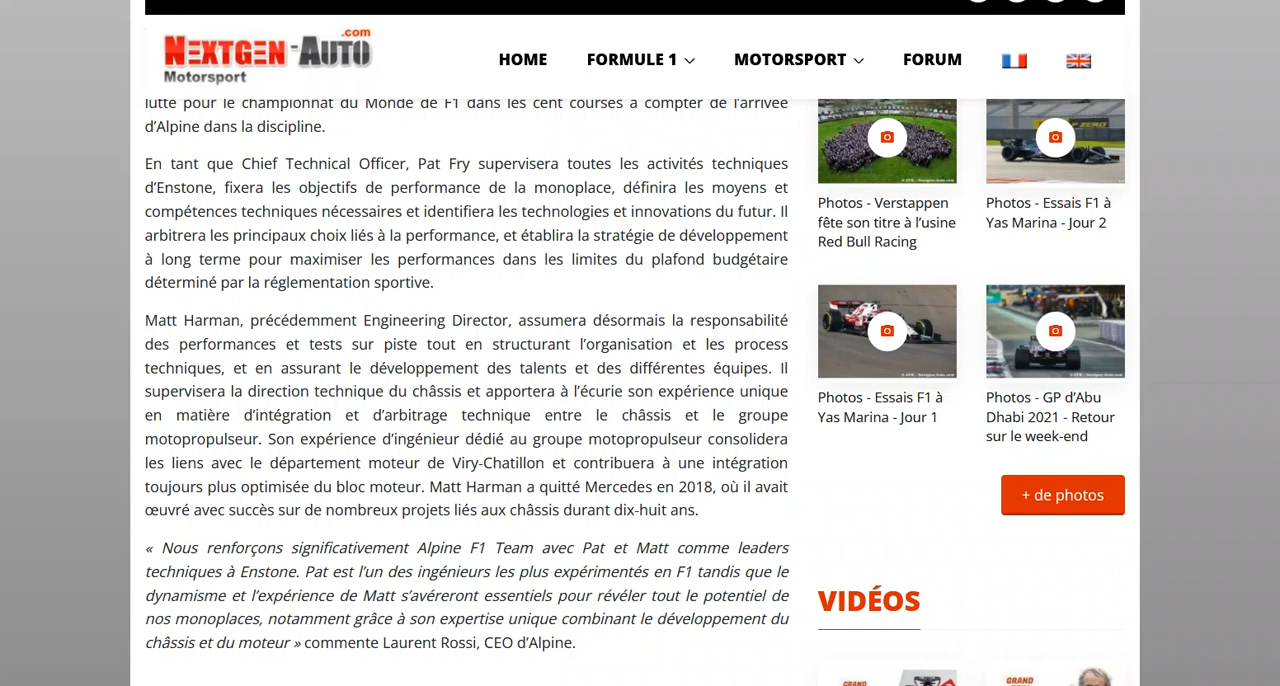 .com
NEXTGEN-AUTO
Motorsport
HOME
FORMULE 1
MOTORSPORT
FORUM
lutte pour le championnat du Monde de F1 dans les cent courses à compter de l’arrivée
d’Alpine dans la discipline.
En tant que Chief Technical Officer, Pat Fry supervisera toutes les activités techniques
d’Enstone, fixera les objectifs de performance de la monoplace, définira les moyens et
compétences techniques nécessaires et identifiera les technologies et innovations du futur. Il
arbitrera les principaux choix liés à la performance, et établira la stratégie de développement
à long terme pour maximiser les performances dans les limites du plafond budgétaire
déterminé par la réglementation sportive.
Matt Harman, précédemment Engineering Director, assumera désormais la responsabilité
des performances et tests sur piste tout en structurant l’organisation et les process
techniques, et en assurant le développement des talents et des différentes équipes. Il
supervisera la direction technique du châssis et apportera à l’écurie son expérience unique
en matière d’intégration et d’arbitrage technique entre le châssis et le groupe
motopropulseur. Son expérience d’ingénieur dédié au groupe motopropulseur consolidera
les liens avec le département moteur de Viry-Chatillon et contribuera à une intégration
toujours plus optimisée du bloc moteur. Matt Harman a quitté Mercedes en 2018, où il avait
œuvré avec succès sur de nombreux projets liés aux châssis durant dix-huit ans.
« Nous renforçons significativement Alpine F1 Team avec Pat et Matt comme leaders
techniques à Enstone. Pat est l’un des ingénieurs les plus expérimentés en F1 tandis que le
dynamisme et l’expérience de Matt s’avéreront essentiels pour révéler tout le potentiel de
nos monoplaces, notamment grâce à son expertise unique combinant le développement du
châssis et du moteur » commente Laurent Rossi, CEO d’Alpine.
Photos - Verstappen
fête son titre à l’usine
Red Bull Racing
Photos - Essais F1 à
Yas Marina - Jour 2
Photos - Essais F1 à
Yas Marina - Jour 1
Photos - GP d’Abu
Dhabi 2021 - Retour
sur le week-end
+ de photos
VIDÉOS
GRAND
GRAND